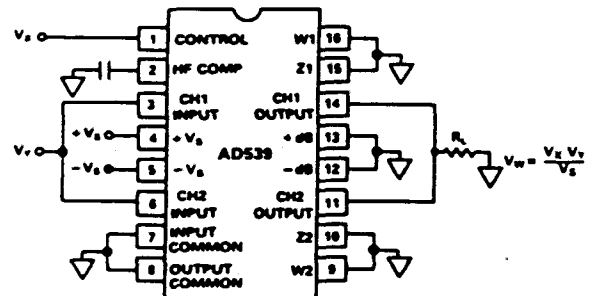 Vx
1
CONTROL
W1
16
2
HF COMP
Z1
15
3
CH1
INPUT
CH1
OUTPUT
14
+Vs
4
+Vs
+dB
13
RL
Vy
AD539
Vw = Vx Vy / Vs
-Vs
5
-Vs
-dB
12
6
CH2
INPUT
CH2
OUTPUT
11
7
INPUT
COMMON
Z2
10
8
OUTPUT
COMMON
W2
9